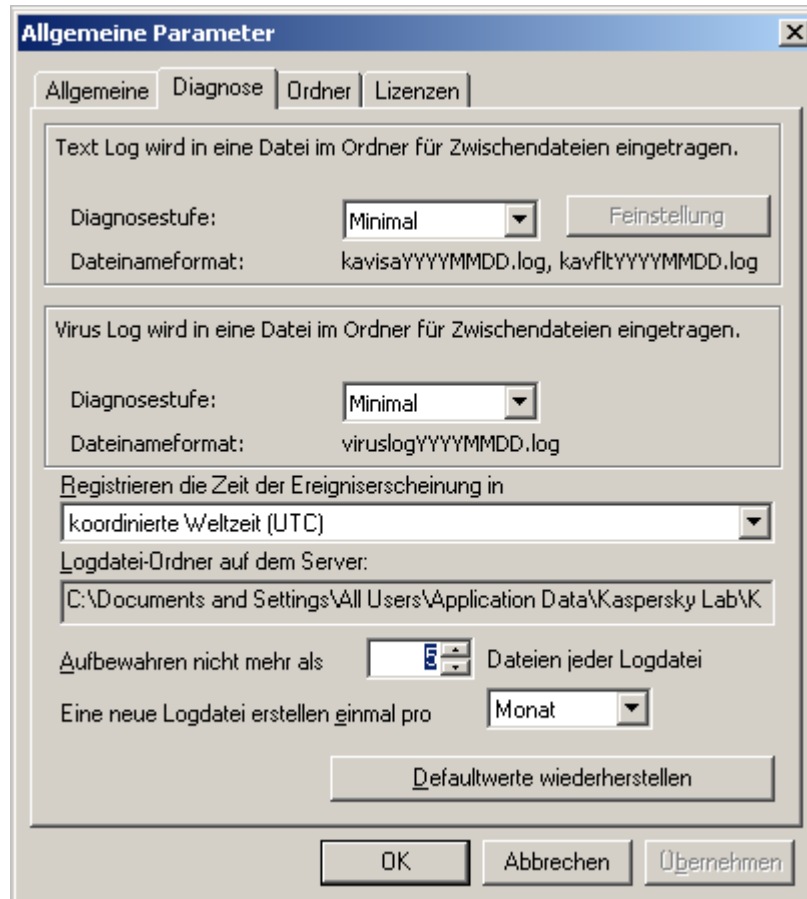 Allgemeine Parameter
Allgemeine Diagnose Ordner Lizenzen
Text Log wird in eine Datei im Ordner für Zwischendateien eingetragen.
Diagnosestufe: Minimal Feinstellung
Dateinameformat: kavisaYYYYMMDD.log, kavfltYYYYMMDD.log
Virus Log wird in eine Datei im Ordner für Zwischendateien eingetragen.
Diagnosestufe: Minimal
Dateinameformat: viruslogYYYYMMDD.log
Registrieren die Zeit der Ereigniserscheinung in
koordinierte Weltzeit (UTC)
Logdatei-Ordner auf dem Server:
C:\Documents and Settings\All Users\Application Data\Kaspersky Lab\K
Aufbewahren nicht mehr als 5 Dateien jeder Logdatei
Eine neue Logdatei erstellen einmal pro Monat
Defaultwerte wiederherstellen
OK Abbrechen Übernehmen